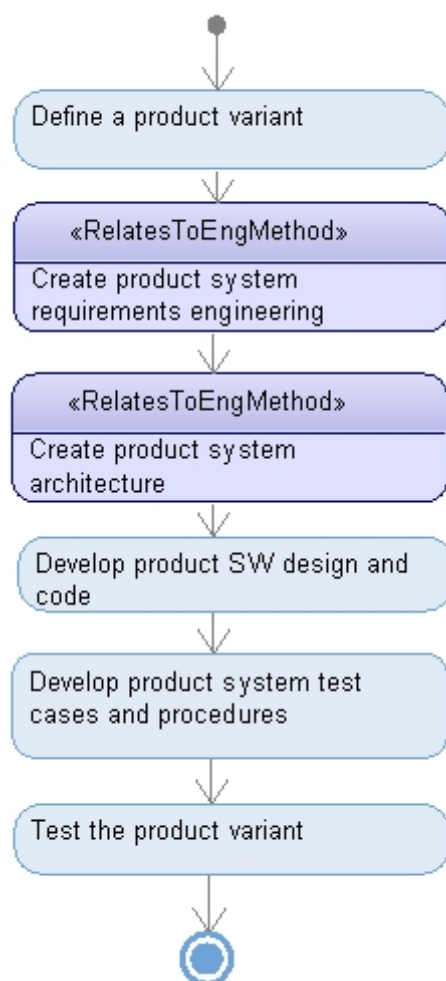 Define a product variant
«RelatesToEngMethod»
Create product system
requirements engineering
«RelatesToEngMethod»
Create product system
architecture
Develop product SW design and
code
Develop product system test
cases and procedures
Test the product variant